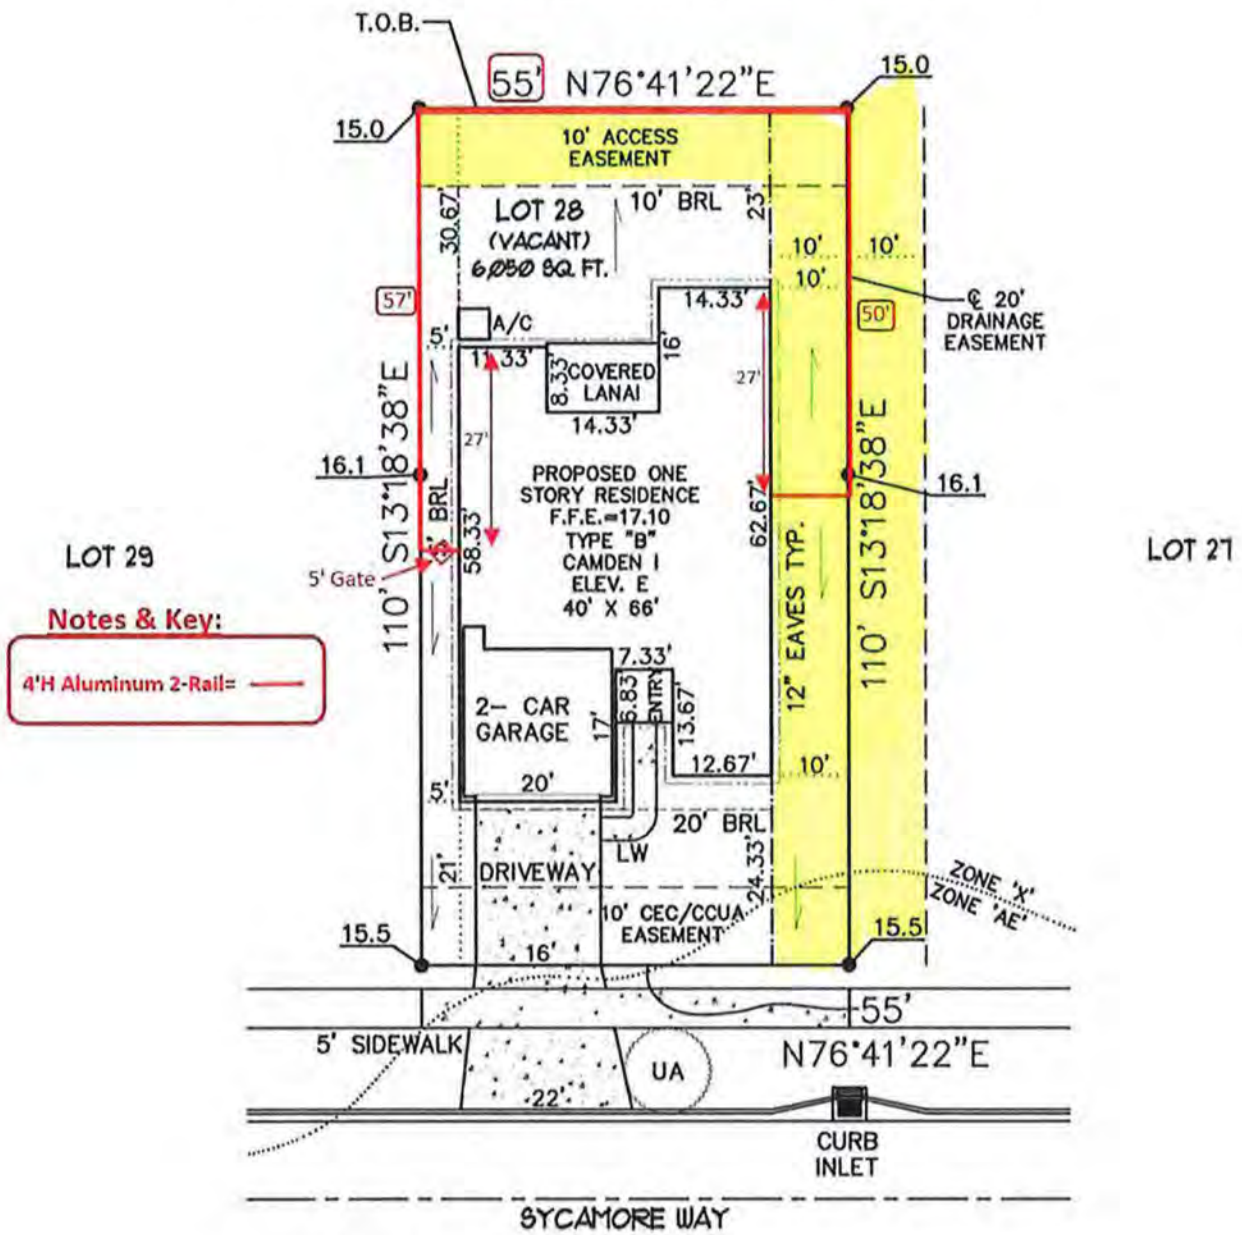 T.O.B.
55' N76°41'22"E
15.0
15.0
10' ACCESS
EASEMENT
30.67'
LOT 28
(VACANT)
6,050 SQ. FT.
10' BRL
23'
10'
10'
10'
57'
50'
℄ 20'
DRAINAGE
EASEMENT
A/C
5'
11.33'
14.33'
16'
8.33'
COVERED
LANAI
14.33'
27'
27'
110' S13°18'38"E
16.1
16.1
110' S13°18'38"E
PROPOSED ONE
STORY RESIDENCE
F.F.E.=17.10
TYPE "B"
CAMDEN I
ELEV. E
40' X 66'
BRL
58.33'
62.67'
LOT 29
LOT 27
5' Gate
Notes & Key:
4'H Aluminum 2-Rail=
12" EAVES TYP.
7.33'
6.83'
ENTRY
13.67'
2- CAR
GARAGE
17'
12.67'
10'
20'
5'
20' BRL
LW
21'
DRIVEWAY
24.33'
10' CEC/CCUA
EASEMENT
ZONE 'X'
ZONE 'AE'
15.5
15.5
16'
55'
5' SIDEWALK
N76°41'22"E
UA
22'
CURB
INLET
SYCAMORE WAY